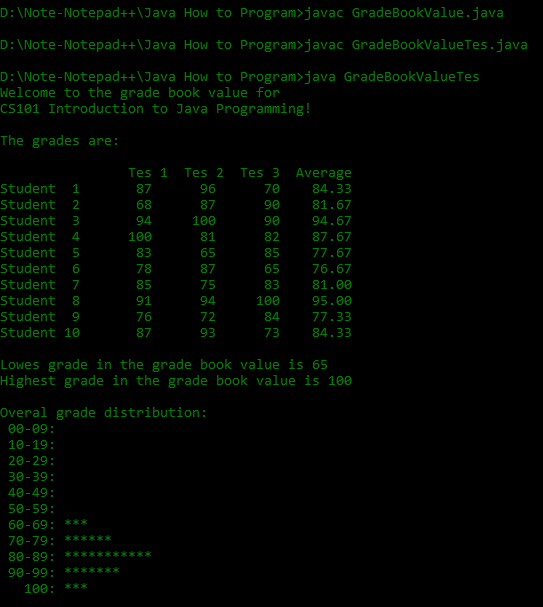 D:\Note-Notepad++\Java How to Program>javac GradeBookValue.java
D:\Note-Notepad++\Java How to Program>javac GradeBookValueTes.java
D:\Note-Notepad++\Java How to Program>java GradeBookValueTes
Welcome to the grade book value for
CS101 Introduction to Java Programming!
The grades are:
Tes 1 Tes 2 Tes 3 Average
Student 1 87 96 70 84.33
Student 2 68 87 90 81.67
Student 3 94 100 90 94.67
Student 4 100 81 82 87.67
Student 5 83 65 85 77.67
Student 6 78 87 65 76.67
Student 7 85 75 83 81.00
Student 8 91 94 100 95.00
Student 9 76 72 84 77.33
Student 10 87 93 73 84.33
Lowes grade in the grade book value is 65
Highest grade in the grade book value is 100
Overal grade distribution:
00-09:
10-19:
20-29:
30-39:
40-49:
50-59:
60-69: ***
70-79: ******
80-89: ***********
90-99: *******
100: ***